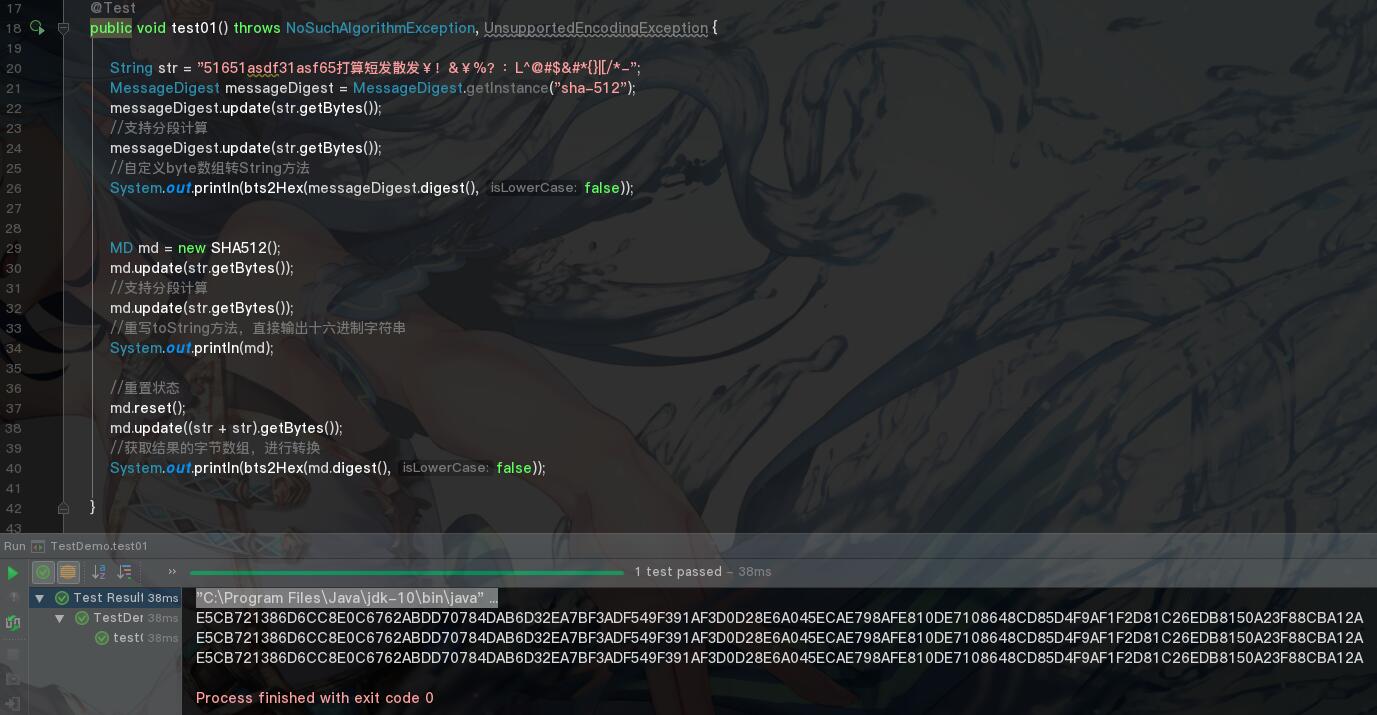 17 @Test
18 public void test01() throws NoSuchAlgorithmException, UnsupportedEncodingException {
19
20 String str = "51651asdf31asf65打算短发散发￥！&￥%？：L^@#$&#*{}|[/*-";
21 MessageDigest messageDigest = MessageDigest.getInstance("sha-512");
22 messageDigest.update(str.getBytes());
23 //支持分段计算
24 messageDigest.update(str.getBytes());
25 //自定义byte数组转String方法
26 System.out.println(bts2Hex(messageDigest.digest(), isLowerCase: false));
27
28
29 MD md = new SHA512();
30 md.update(str.getBytes());
31 //支持分段计算
32 md.update(str.getBytes());
33 //重写toString方法，直接输出十六进制字符串
34 System.out.println(md);
35
36 //重置状态
37 md.reset();
38 md.update((str + str).getBytes());
39 //获取结果的字节数组，进行转换
40 System.out.println(bts2Hex(md.digest(), isLowerCase: false));
41
42 }
43
Run TestDemo.test01
» 1 test passed – 38ms
Test Result 38ms "C:\Program Files\Java\jdk-10\bin\java" ...
TestDe 38ms E5CB721386D6CC8E0C6762ABDD70784DAB6D32EA7BF3ADF549F391AF3D0D28E6A045ECAE798AFE810DE7108648CD85D4F9AF1F2D81C26EDB8150A23F88CBA12A
test 38ms E5CB721386D6CC8E0C6762ABDD70784DAB6D32EA7BF3ADF549F391AF3D0D28E6A045ECAE798AFE810DE7108648CD85D4F9AF1F2D81C26EDB8150A23F88CBA12A
E5CB721386D6CC8E0C6762ABDD70784DAB6D32EA7BF3ADF549F391AF3D0D28E6A045ECAE798AFE810DE7108648CD85D4F9AF1F2D81C26EDB8150A23F88CBA12A
Process finished with exit code 0